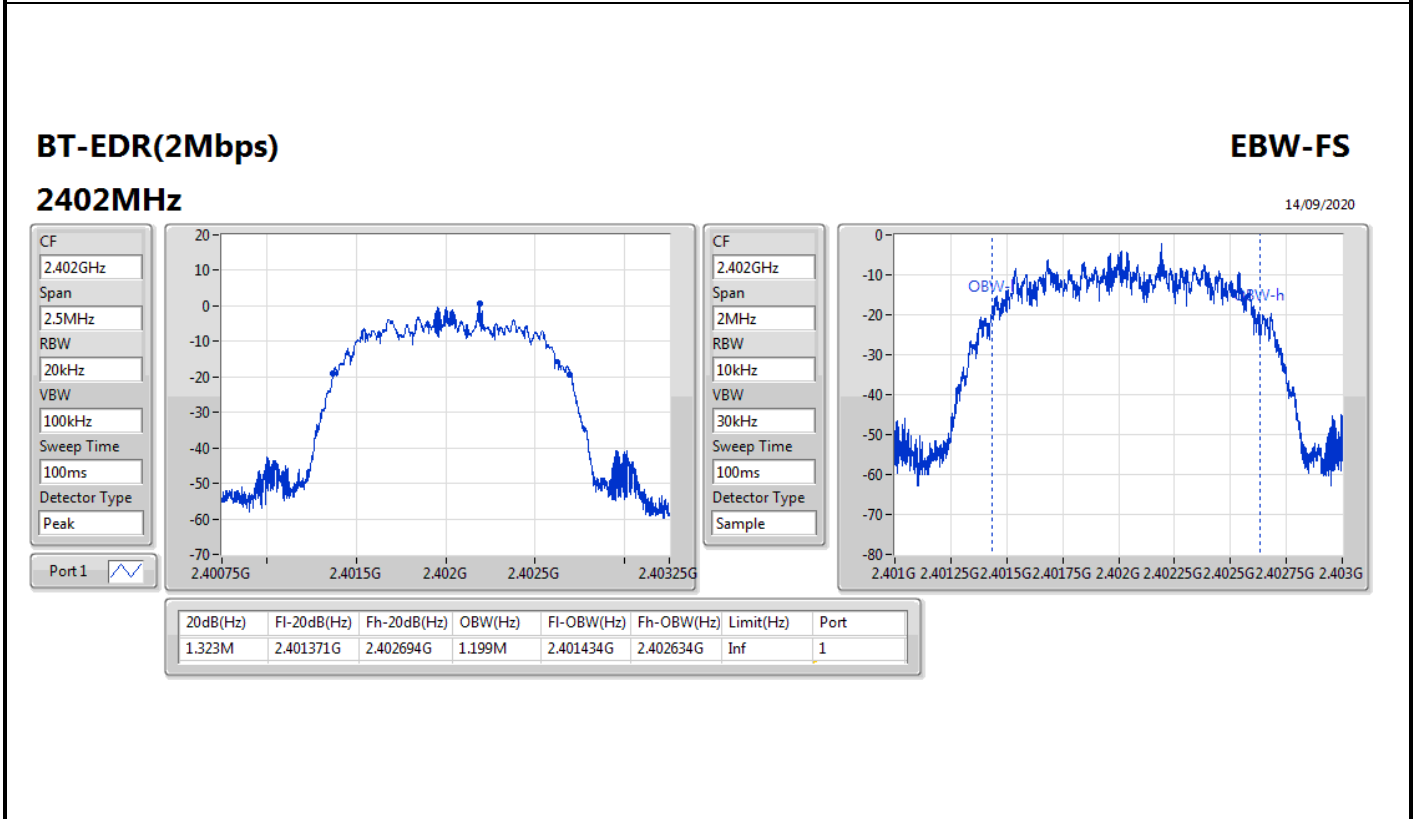 BT-EDR(2Mbps)
EBW-FS
2402MHz
14/09/2020
CF
2.402GHz
Span
2.5MHz
RBW
20kHz
VBW
100kHz
Sweep Time
100ms
Detector Type
Peak
Port 1
20
10
0
-10
-20
-30
-40
-50
-60
-70
2.40075G 2.4015G 2.402G 2.4025G 2.40325G
CF
2.402GHz
Span
2MHz
RBW
10kHz
VBW
30kHz
Sweep Time
100ms
Detector Type
Sample
0
-10
-20
-30
-40
-50
-60
-70
-80
2.401G 2.40125G 2.4015G 2.40175G 2.402G 2.40225G 2.4025G 2.40275G 2.403G
20dB(Hz) Fl-20dB(Hz) Fh-20dB(Hz) OBW(Hz) Fl-OBW(Hz) Fh-OBW(Hz) Limit(Hz) Port
1.323M 2.401371G 2.402694G 1.199M 2.401434G 2.402634G Inf 1